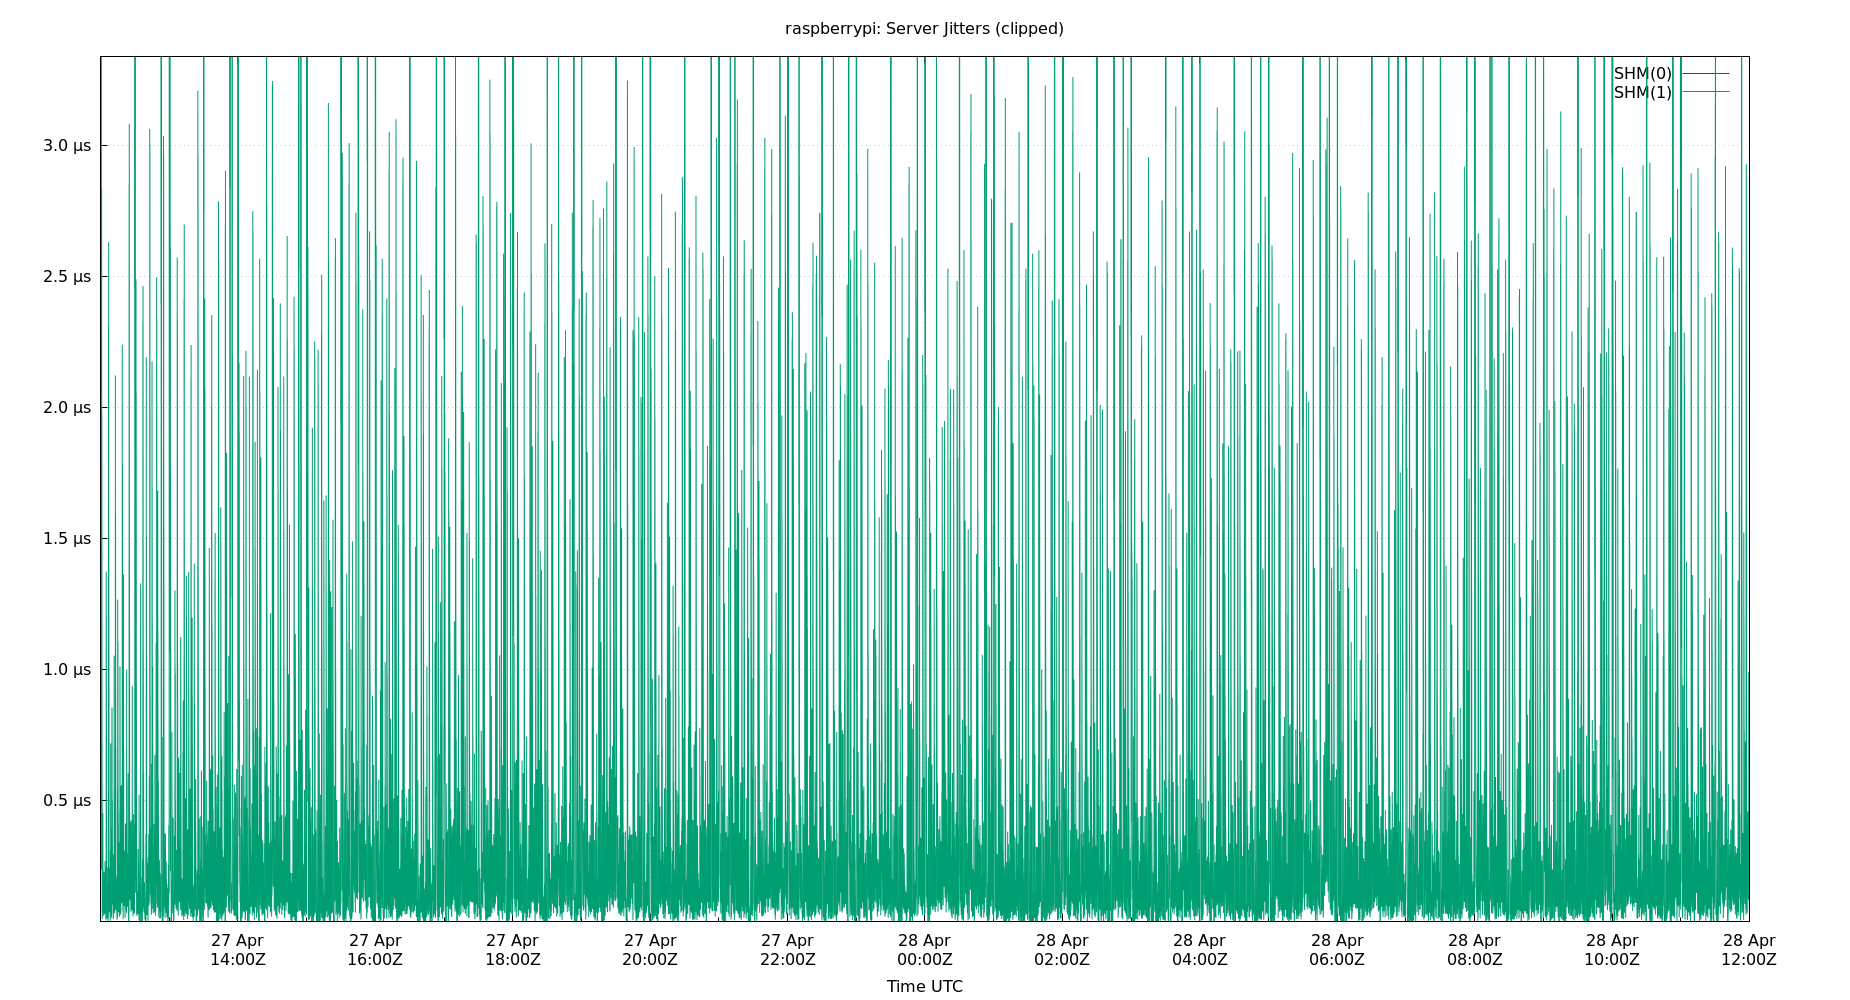 raspberrypi: Server Jitters (clipped)
SHM(0)
SHM(1)
3.0 µs
2.5 µs
2.0 µs
1.5 µs
1.0 µs
0.5 µs
27 Apr 27 Apr 27 Apr 27 Apr 27 Apr 28 Apr 28 Apr 28 Apr 28 Apr 28 Apr 28 Apr 28 Apr
14:00Z 16:00Z 18:00Z 20:00Z 22:00Z 00:00Z 02:00Z 04:00Z 06:00Z 08:00Z 10:00Z 12:00Z
Time UTC